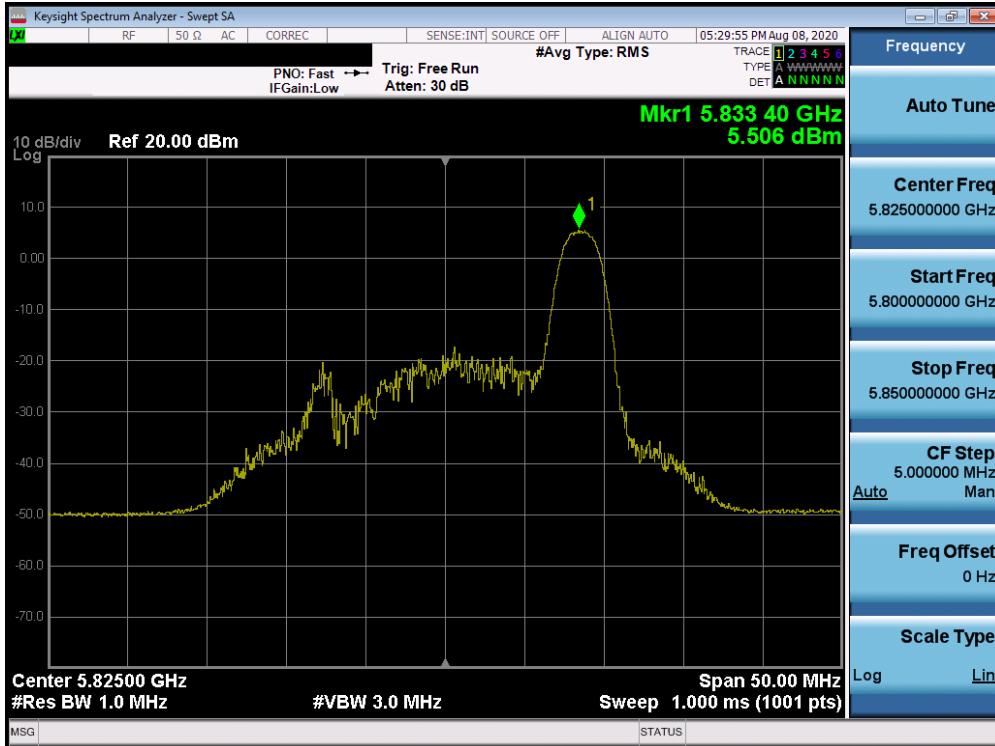 Keysight Spectrum Analyzer - Swept SA
LXI RF 50 Ω AC CORREC SENSE:INT SOURCE OFF ALIGN AUTO 05:29:55 PM Aug 08, 2020
#Avg Type: RMS TRACE 1 2 3 4 5 6
PNO: Fast Trig: Free Run TYPE A WWWWW
IFGain:Low Atten: 30 dB DET A N N N N N
Mkr1 5.833 40 GHz
5.506 dBm
10 dB/div Ref 20.00 dBm
Log
1
10.0
0.00
-10.0
-20.0
-30.0
-40.0
-50.0
-60.0
-70.0
Center 5.82500 GHz Span 50.00 MHz
#Res BW 1.0 MHz #VBW 3.0 MHz Sweep 1.000 ms (1001 pts)
MSG STATUS
Frequency
Auto Tune
Center Freq
5.825000000 GHz
Start Freq
5.800000000 GHz
Stop Freq
5.850000000 GHz
CF Step
5.000000 MHz
Auto Man
Freq Offset
0 Hz
Scale Type
Log Lin